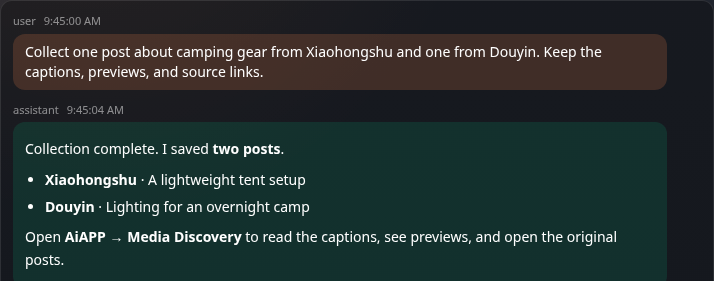 user 9:45:00 AM
Collect one post about camping gear from Xiaohongshu and one from Douyin. Keep the
captions, previews, and source links.
assistant 9:45:04 AM
Collection complete. I saved two posts.
• Xiaohongshu · A lightweight tent setup
• Douyin · Lighting for an overnight camp
Open AiAPP → Media Discovery to read the captions, see previews, and open the original
posts.